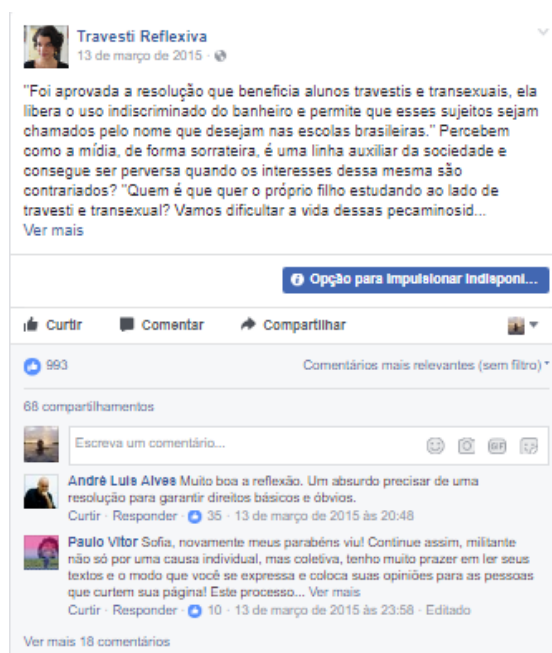 Travesti Reflexiva
13 de março de 2015 ·
"Foi aprovada a resolução que beneficia alunos travestis e transexuais, ela
libera o uso indiscriminado do banheiro e permite que esses sujeitos sejam
chamados pelo nome que desejam nas escolas brasileiras." Percebem
como a mídia, de forma sorrateira, é uma linha auxiliar da sociedade e
consegue ser perversa quando os interesses dessa mesma são
contrariados? "Quem é que quer o próprio filho estudando ao lado de
travesti e transexual? Vamos dificultar a vida dessas pecaminosid...
Ver mais
Opção para impulsionar indisponí...
Curtir Comentar Compartilhar
993 Comentários mais relevantes (sem filtro)
68 compartilhamentos
Escreva um comentário... GIF
André Luis Alves Muito boa a reflexão. Um absurdo precisar de uma
resolução para garantir direitos básicos e óbvios.
Curtir · Responder · 35 · 13 de março de 2015 às 20:48
Paulo Vitor Sofia, novamente meus parabéns viu! Continue assim, militante
não só por uma causa individual, mas coletiva, tenho muito prazer em ler seus
textos e o modo que você se expressa e coloca suas opiniões para as pessoas
que curtem sua página! Este processo... Ver mais
Curtir · Responder · 10 · 13 de março de 2015 às 23:58 · Editado
Ver mais 18 comentários